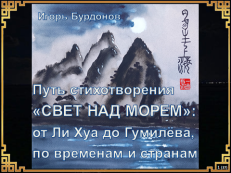 Игорь Бурдонов
Путь стихотворения
«СВЕТ НАД МОРЕМ»:
от Ли Хуа до Гумилёва,
по временам и странам